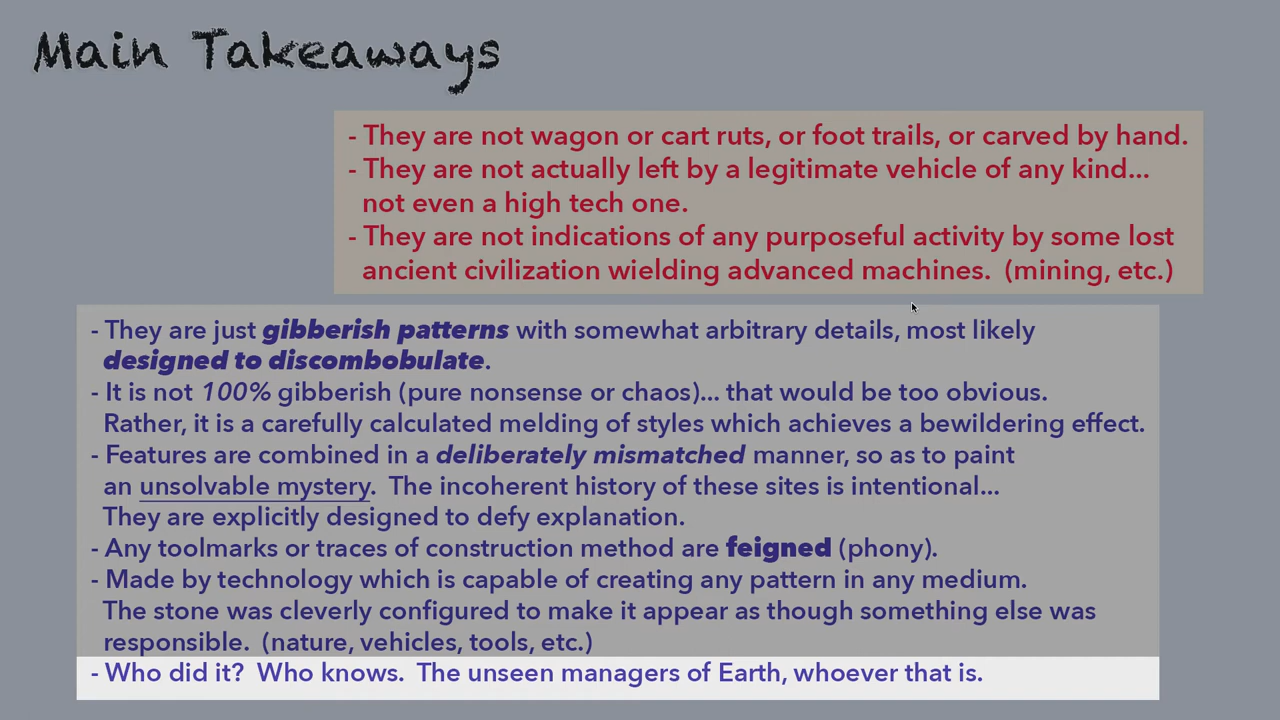 Main Takeaways
- They are not wagon or cart ruts, or foot trails, or carved by hand.
- They are not actually left by a legitimate vehicle of any kind...
not even a high tech one.
- They are not indications of any purposeful activity by some lost
ancient civilization wielding advanced machines.  (mining, etc.)
- They are just gibberish patterns with somewhat arbitrary details, most likely
designed to discombobulate.
- It is not 100% gibberish (pure nonsense or chaos)... that would be too obvious.
Rather, it is a carefully calculated melding of styles which achieves a bewildering effect.
- Features are combined in a deliberately mismatched manner, so as to paint
an unsolvable mystery.  The incoherent history of these sites is intentional...
They are explicitly designed to defy explanation.
- Any toolmarks or traces of construction method are feigned (phony).
- Made by technology which is capable of creating any pattern in any medium.
The stone was cleverly configured to make it appear as though something else was
responsible.  (nature, vehicles, tools, etc.)
- Who did it?  Who knows.  The unseen managers of Earth, whoever that is.